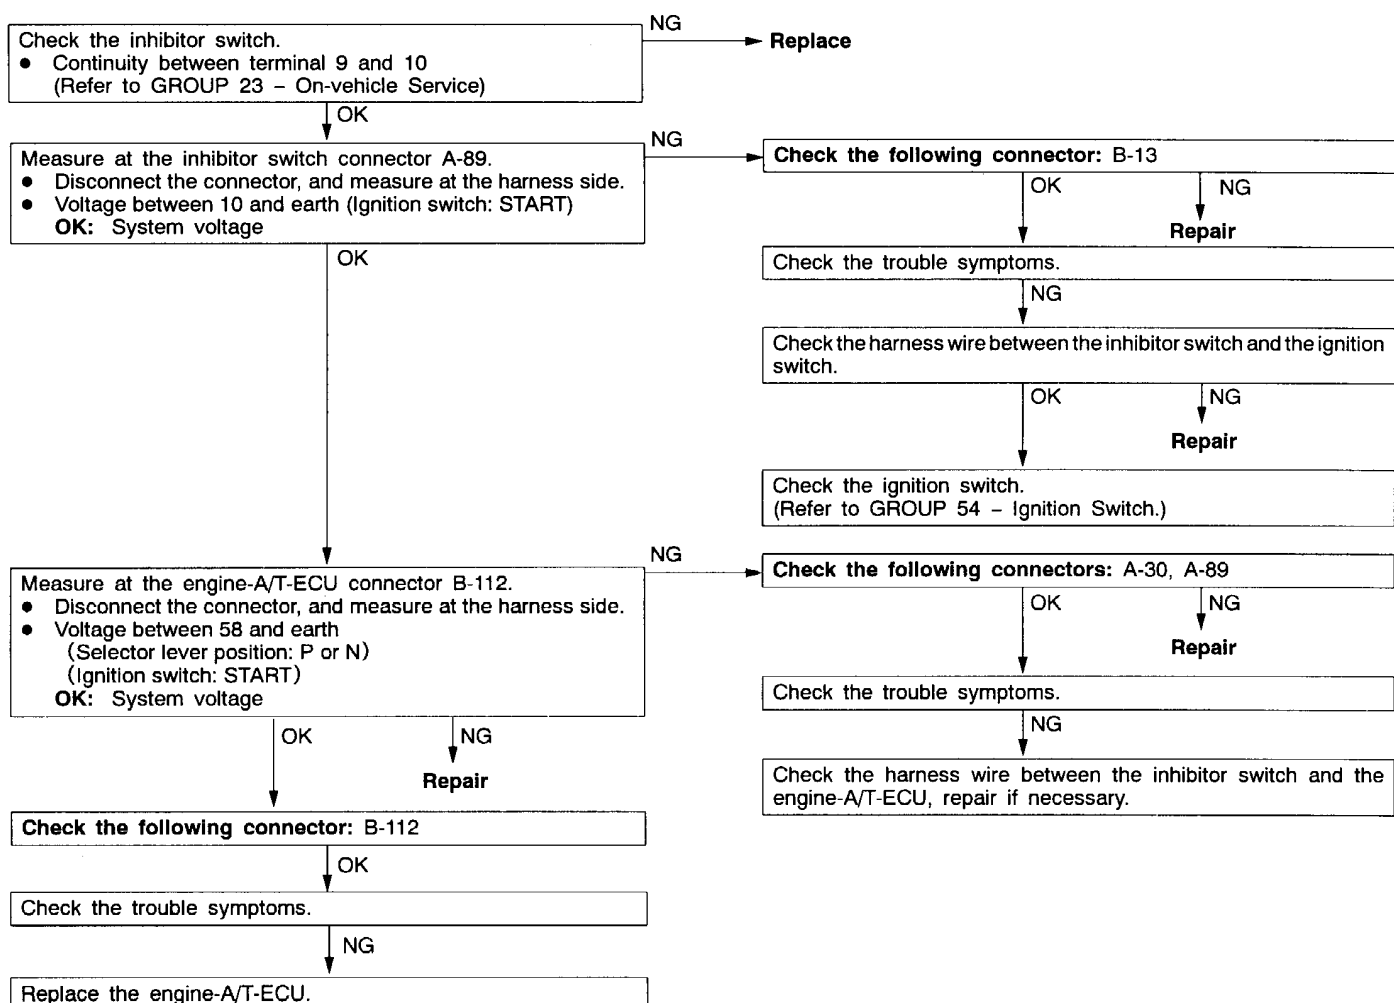 NG
Check the inhibitor switch.
● Continuity between terminal 9 and 10
(Refer to GROUP 23 – On-vehicle Service)
Replace
OK
NG
Measure at the inhibitor switch connector A-89.
● Disconnect the connector, and measure at the harness side.
● Voltage between 10 and earth (Ignition switch: START)
OK: System voltage
Check the following connector: B-13
OK
NG
Repair
Check the trouble symptoms.
NG
Check the harness wire between the inhibitor switch and the ignition
switch.
OK
NG
Repair
Check the ignition switch.
(Refer to GROUP 54 – Ignition Switch.)
OK
NG
Measure at the engine-A/T-ECU connector B-112.
● Disconnect the connector, and measure at the harness side.
● Voltage between 58 and earth
(Selector lever position: P or N)
(Ignition switch: START)
OK: System voltage
Check the following connectors: A-30, A-89
OK
NG
Repair
Check the trouble symptoms.
NG
Check the harness wire between the inhibitor switch and the
engine-A/T-ECU, repair if necessary.
OK
NG
Repair
Check the following connector: B-112
OK
Check the trouble symptoms.
NG
Replace the engine-A/T-ECU.